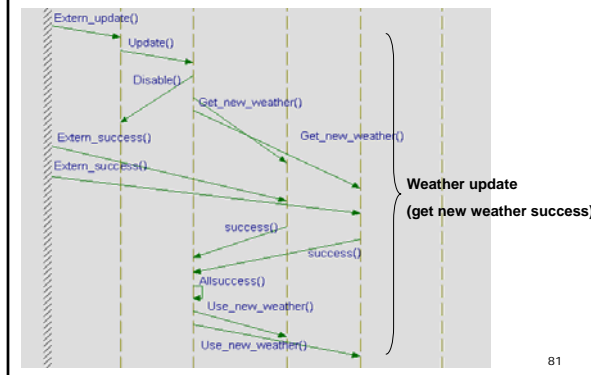 Extern_update()
Update()
Disable()
Get_new_weather()
Get_new_weather()
Extern_success()
Extern_success()
Weather update
(get new weather success)
success()
success()
Allsuccess()
Use_new_weather()
Use_new_weather()
81